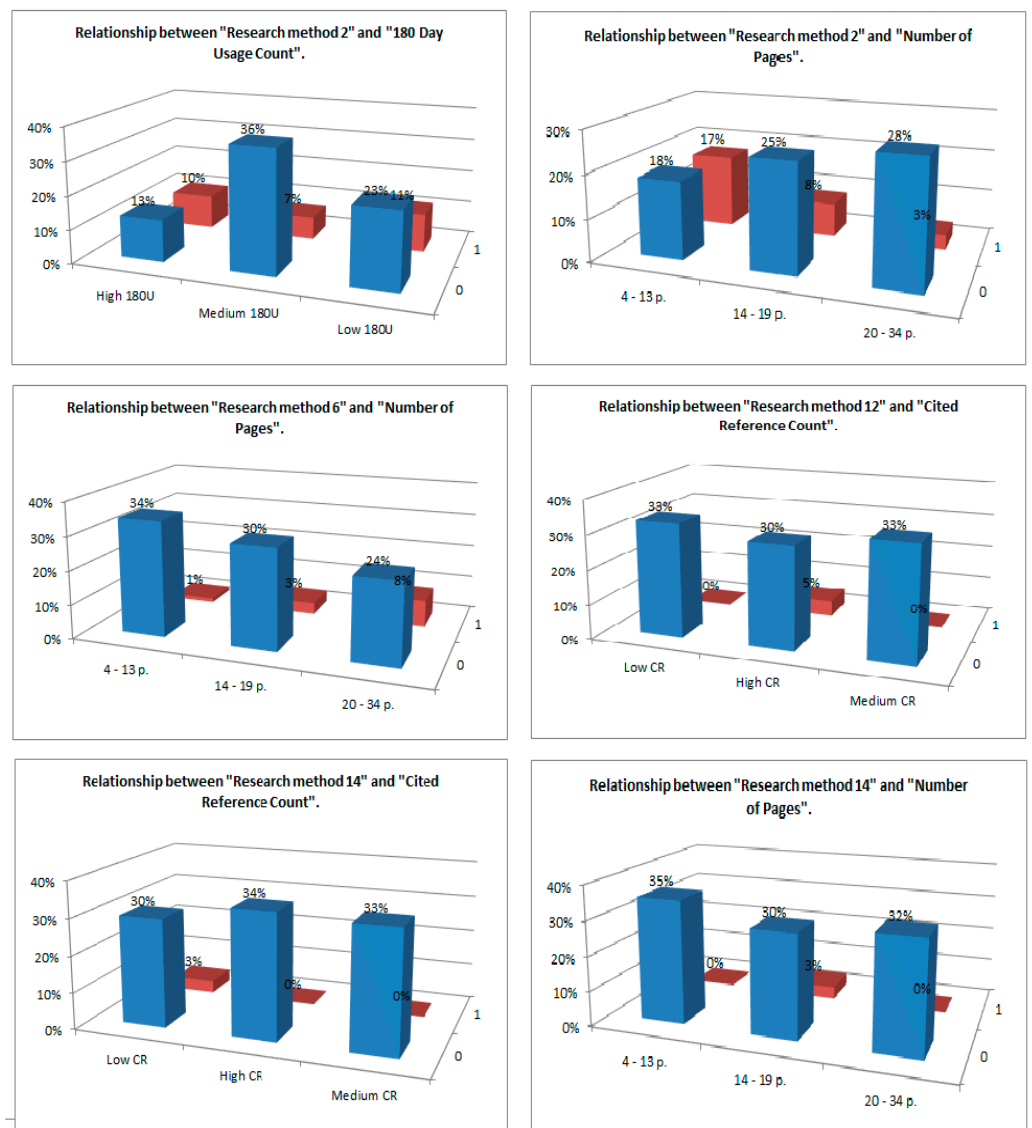 Relationship between "Research method 2" and "180 Day
Usage Count".
40%
30%
20%
10%
0%
13%
10%
36%
7%
23%
11%
High 180U
Medium 180U
Low 180U
1
0
Relationship between "Research method 2" and "Number of
Pages".
30%
20%
10%
0%
18%
17%
25%
8%
28%
3%
4 - 13 p.
14 - 19 p.
20 - 34 p.
1
0
Relationship between "Research method 6" and "Number of
Pages".
40%
30%
20%
10%
0%
34%
1%
30%
3%
24%
8%
4 - 13 p.
14 - 19 p.
20 - 34 p.
1
0
Relationship between "Research method 12" and "Cited
Reference Count".
40%
30%
20%
10%
0%
33%
0%
30%
5%
33%
0%
Low CR
High CR
Medium CR
1
0
Relationship between "Research method 14" and "Cited
Reference Count".
40%
30%
20%
10%
0%
30%
3%
34%
0%
33%
0%
Low CR
High CR
Medium CR
1
0
Relationship between "Research method 14" and "Number
of Pages".
40%
30%
20%
10%
0%
35%
0%
30%
3%
32%
0%
4 - 13 p.
14 - 19 p.
20 - 34 p.
1
0